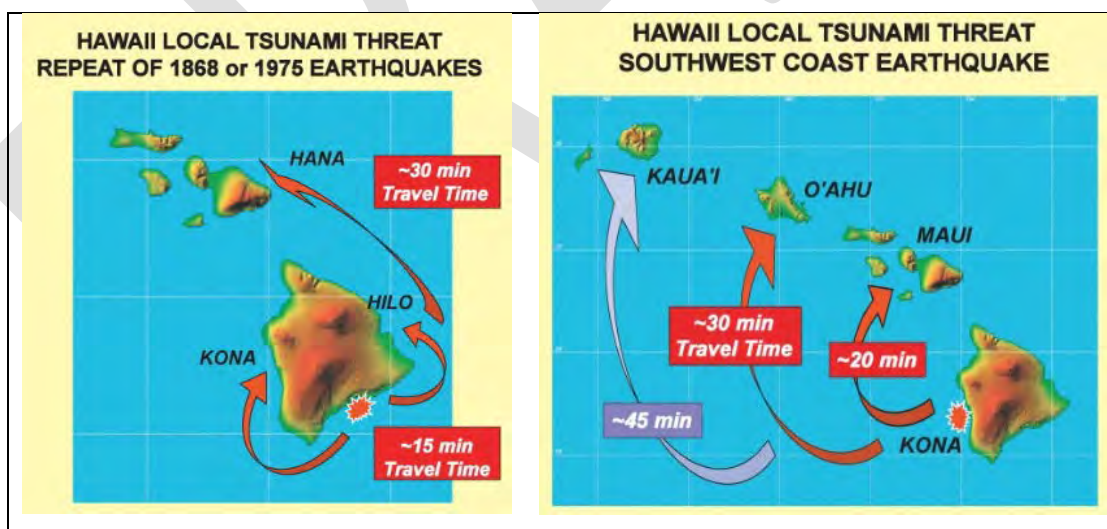 HAWAII LOCAL TSUNAMI THREAT
REPEAT OF 1868 or 1975 EARTHQUAKES
HANA
~30 min
Travel Time
HILO
KONA
~15 min
Travel Time
HAWAII LOCAL TSUNAMI THREAT
SOUTHWEST COAST EARTHQUAKE
KAUA'I
O'AHU
MAUI
~30 min
Travel Time
~20 min
~45 min
KONA